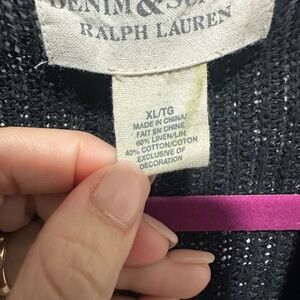 DENIM & SUPPLY
RALPH LAUREN
XL/TG
MADE IN CHINA/
FAIT EN CHINE
60% LINEN/LIN
40% COTTON/COTON
EXCLUSIVE OF
DECORATION